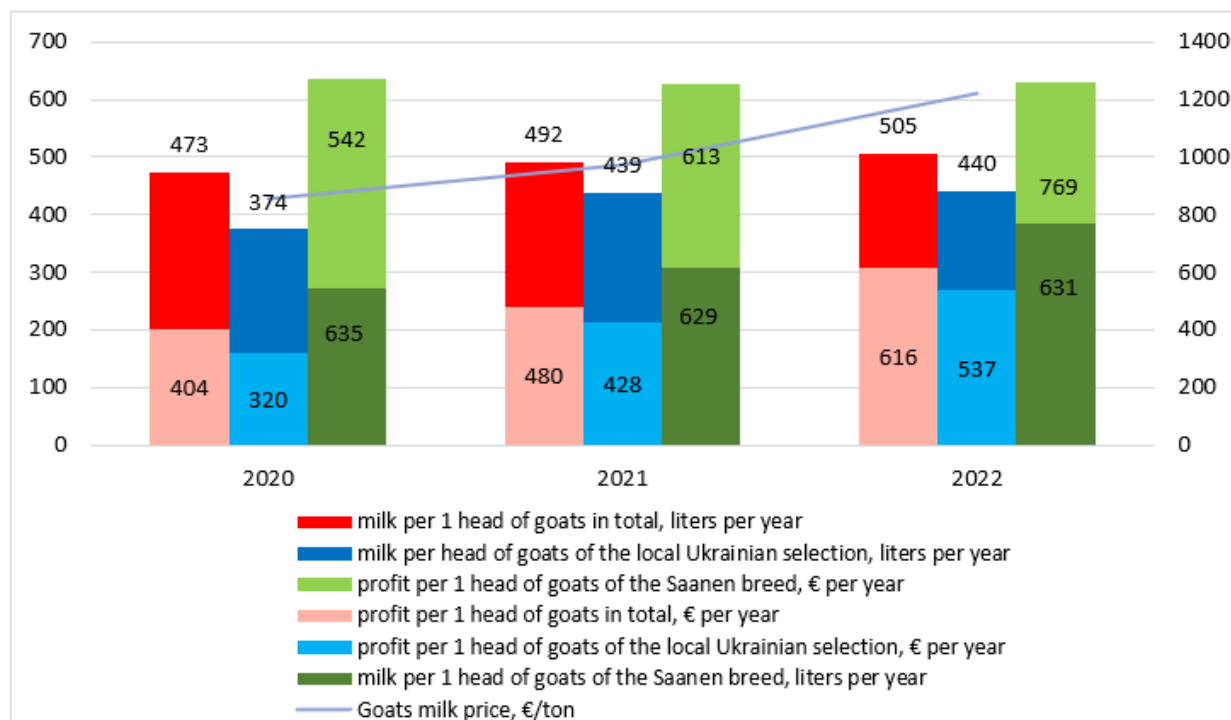 700 1400
600 1200
500 1000
400 800
300 600
200 400
100 200
0 0
473 374 542 492 439 613 505 440 769
404 320 635 480 428 629 616 537 631
2020 2021 2022
milk per 1 head of goats in total, liters per year
milk per head of goats of the local Ukrainian selection, liters per year
profit per 1 head of goats of the Saanen breed, € per year
profit per 1 head of goats in total, € per year
profit per 1 head of goats of the local Ukrainian selection, € per year
milk per 1 head of goats of the Saanen breed, liters per year
Goats milk price, €/ton